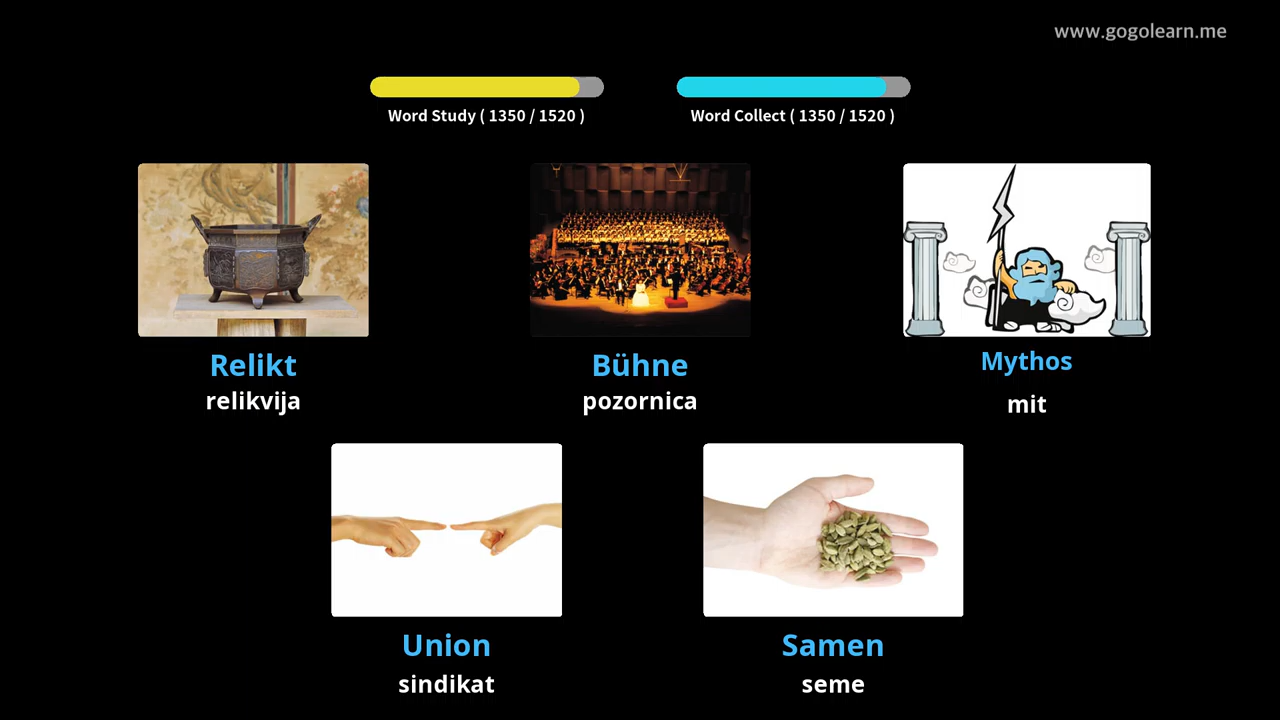 www.gogolearn.me
Word Study ( 1350 / 1520 )
Word Collect ( 1350 / 1520 )
Relikt
relikvija
Bühne
pozornica
Mythos
mit
Union
sindikat
Samen
seme